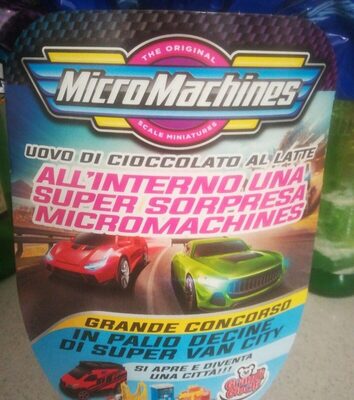 THE ORIGINAL
MicroMachines
SCALE MINIATURES
UOVO DI CIOCCOLATO AL LATTE
ALL'INTERNO UNA
SUPER SORPRESA
MICROMACHINES
GRANDE CONCORSO
IN PALIO DECINE
DI SUPER VAN CITY
SI APRE E DIVENTA
UNA CITTÀ!!!